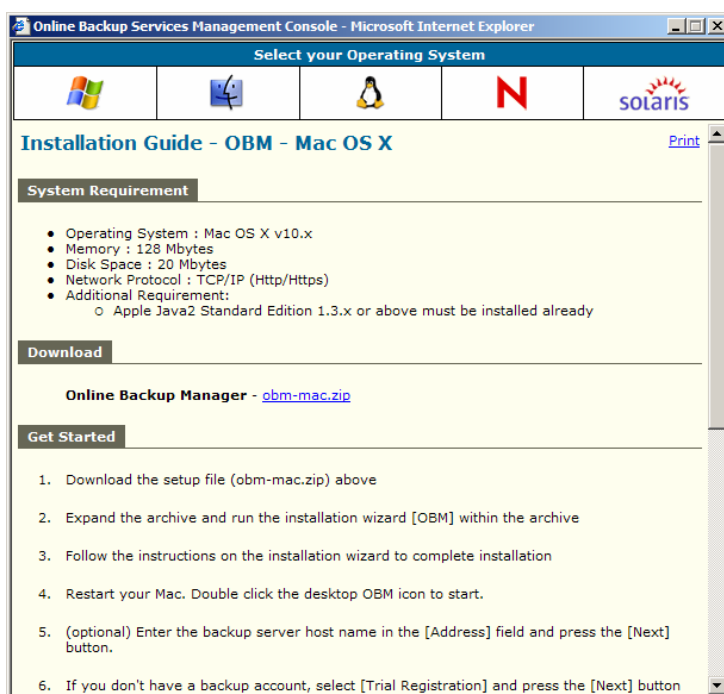 Online Backup Services Management Console - Microsoft Internet Explorer
Select your Operating System
N
solaris
Installation Guide - OBM - Mac OS X
Print
System Requirement
• Operating System : Mac OS X v10.x
• Memory : 128 Mbytes
• Disk Space : 20 Mbytes
• Network Protocol : TCP/IP (Http/Https)
• Additional Requirement:
o Apple Java2 Standard Edition 1.3.x or above must be installed already
Download
Online Backup Manager - obm-mac.zip
Get Started
1. Download the setup file (obm-mac.zip) above
2. Expand the archive and run the installation wizard [OBM] within the archive
3. Follow the instructions on the installation wizard to complete installation
4. Restart your Mac. Double click the desktop OBM icon to start.
5. (optional) Enter the backup server host name in the [Address] field and press the [Next]
button.
6. If you don't have a backup account, select [Trial Registration] and press the [Next] button